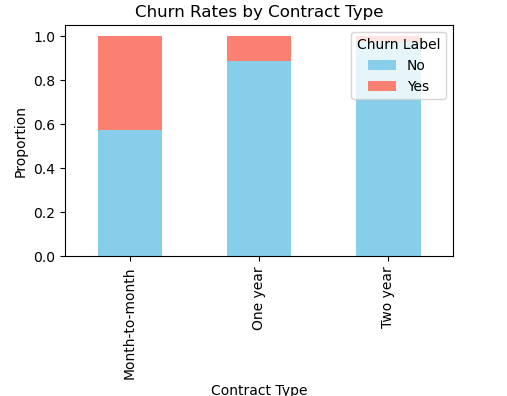 Churn Rates by Contract Type
Churn Label
No
Yes
Proportion
1.0
0.8
0.6
0.4
0.2
0.0
Month-to-month
One year
Two year
Contract Type